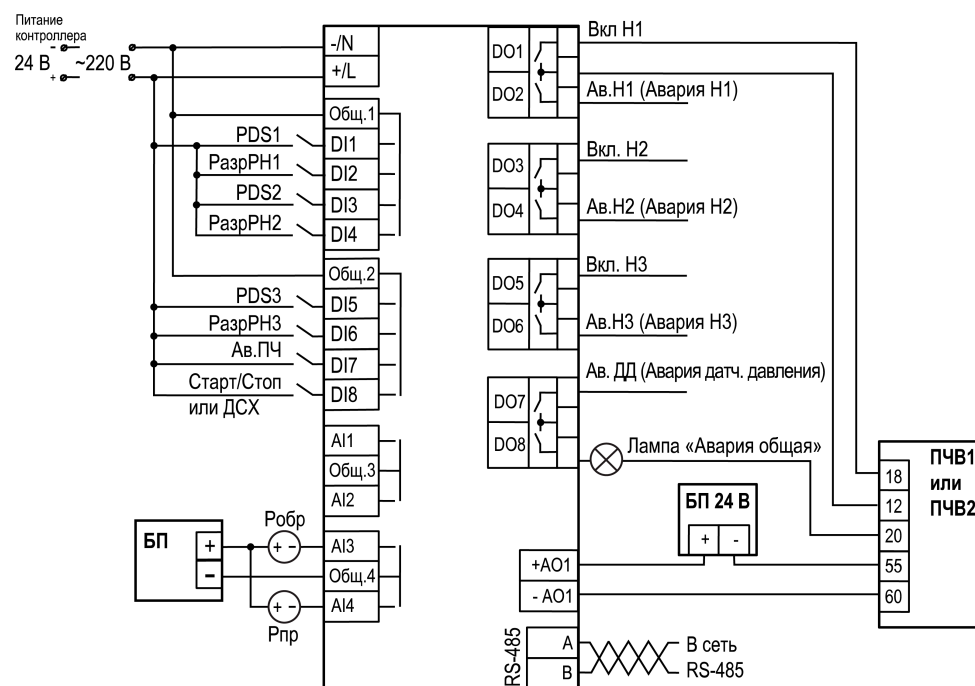 Питание
контроллера
-
24 В ~220 В
+
-/N
+/L
Общ.1
PDS1 DI1
РазрРН1 DI2
PDS2 DI3
РазрРН2 DI4
Общ.2
PDS3 DI5
РазрРН3 DI6
Ав.ПЧ DI7
Старт/Стоп DI8
или ДСХ
AI1
Общ.3
AI2
БП
+
-
Робр
+ -
AI3
Общ.4
AI4
+ -
Рпр
DO1 Вкл Н1
DO2 Ав.Н1 (Авария Н1)
DO3 Вкл. Н2
DO4 Ав.Н2 (Авария Н2)
DO5 Вкл. Н3
DO6 Ав.Н3 (Авария Н3)
DO7 Ав. ДД (Авария датч. давления)
DO8 Лампа «Авария общая»
БП 24 В
+ -
+AO1
- AO1
RS-485
A
B
В сеть
RS-485
ПЧВ1
или
ПЧВ2
18
12
20
55
60